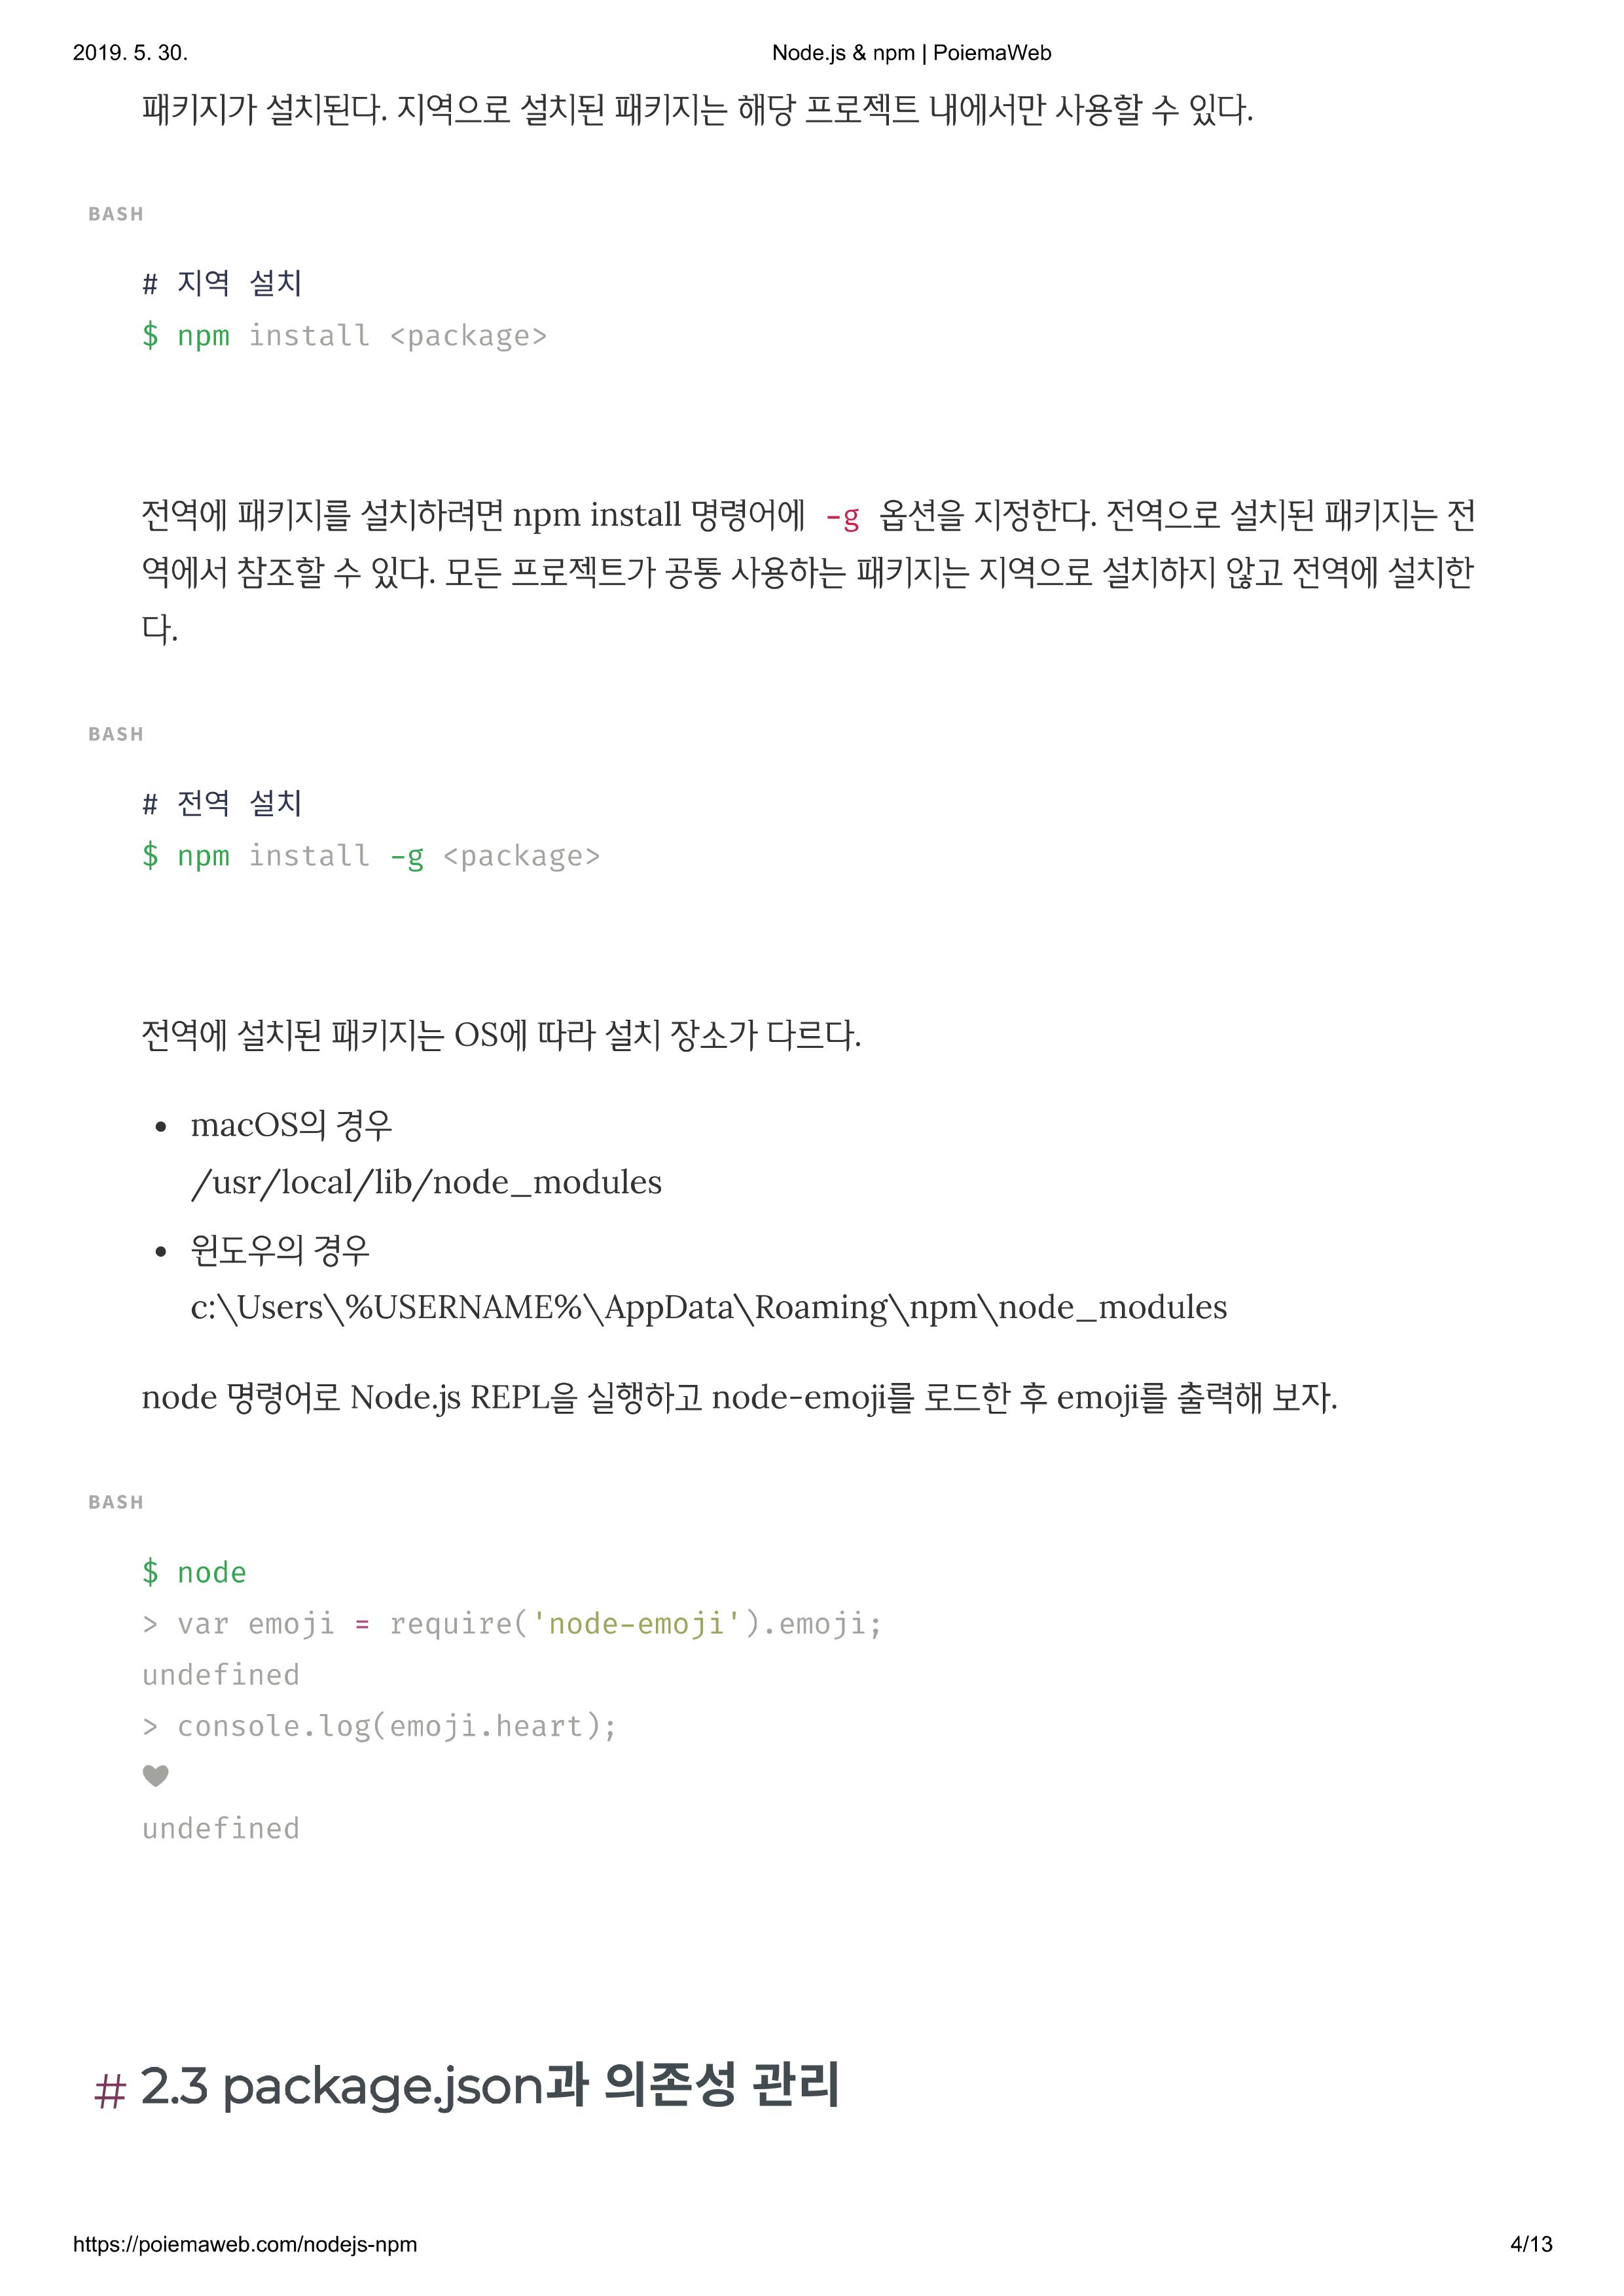 2019. 5. 30.
Node.js & npm | PoiemaWeb
패키지가 설치된다. 지역으로 설치된 패키지는 해당 프로젝트 내에서만 사용할 수 있다.
BASH
# 지역 설치
$ npm install <package>
전역에 패키지를 설치하려면 npm install 명령어에 -g 옵션을 지정한다. 전역으로 설치된 패키지는 전
역에서 참조할 수 있다. 모든 프로젝트가 공통 사용하는 패키지는 지역으로 설치하지 않고 전역에 설치한
다.
BASH
# 전역 설치
$ npm install -g <package>
전역에 설치된 패키지는 OS에 따라 설치 장소가 다르다.
• macOS의 경우
/usr/local/lib/node_modules
• 윈도우의 경우
c:\Users\%USERNAME%\AppData\Roaming\npm\node_modules
node 명령어로 Node.js REPL을 실행하고 node-emoji를 로드한 후 emoji를 출력해 보자.
BASH
$ node
> var emoji = require('node-emoji').emoji;
undefined
> console.log(emoji.heart);
❤
undefined
# 2.3 package.json과 의존성 관리
https://poiemaweb.com/nodejs-npm
4/13